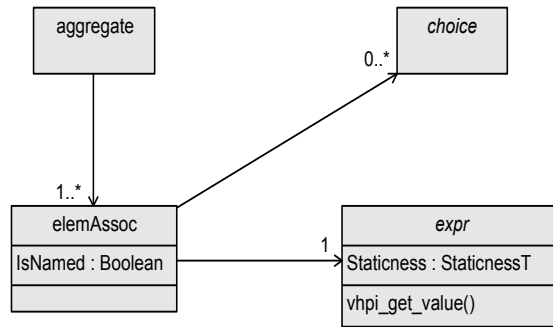 aggregate
choice
0..*
1..*
elemAssoc
IsNamed : Boolean
1
expr
Staticness : StaticnessT
vhpi_get_value()